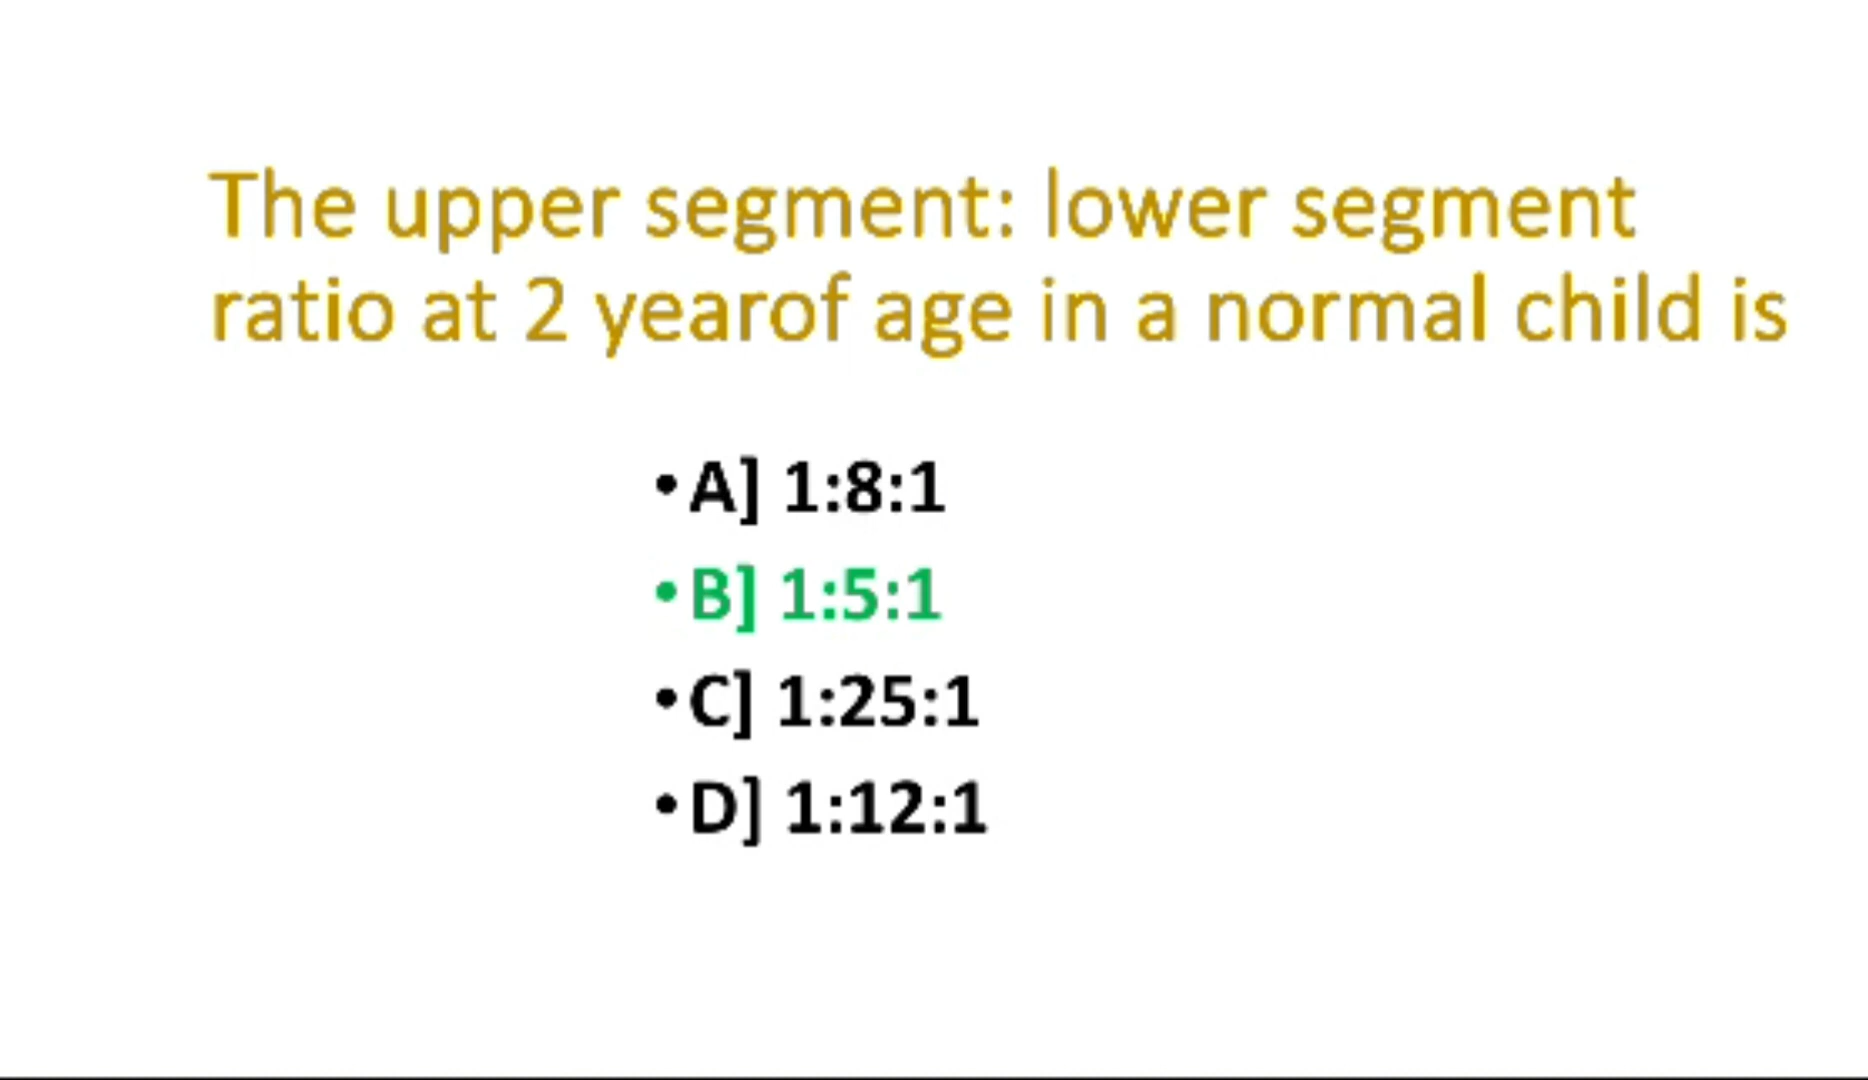 The upper segment: lower segment
ratio at 2 yearof age in a normal child is
•A] 1:8:1
•B] 1:5:1
•C] 1:25:1
•D] 1:12:1